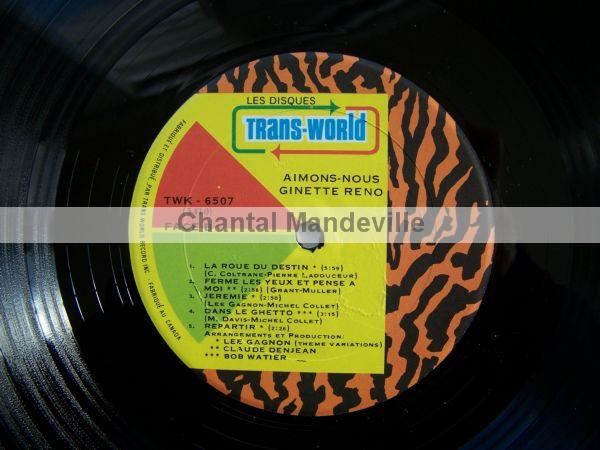 LES DISQUES
TRANS-WORLD
AIMONS-NOUS
GINETTE RENO
TWK - 6507
Chantal Mandeville
1. LA ROUE DU DESTIN * (5:59)
(C. COLTRANE-PIERRE LADOUCEUR)
2. FERME LES YEUX ET PENSE A
MOI ** (2:56) (GRANT-MULLER)
3. JEREMIE * (2:50)
(LEE GAGNON-MICHEL COLLET)
4. DANS LE GHETTO *** (3:15)
(M. DAVIS-MICHEL COLLET)
5. REPARTIR * (2:26)
ARRANGEMENTS ET PRODUCTION:
* LEE GAGNON (THEME VARIATIONS)
** CLAUDE DENJEAN
*** BOB WATIER
FABRIQUÉ ET DISTRIBUÉ PAR TRANS WORLD RECORD INC. FABRIQUÉ AU CANADA